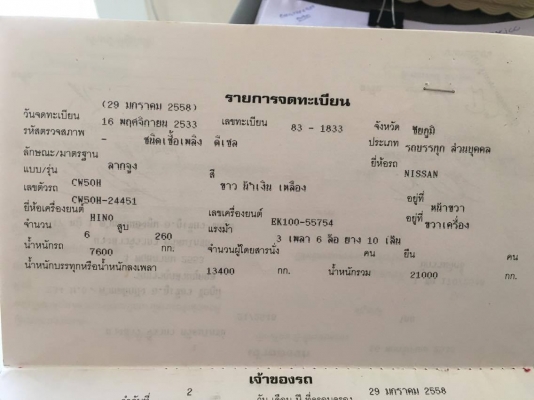 รายการจดทะเบียน
(29 มกราคม 2558)
วันจดทะเบียน 16 พฤศจิกายน 2533 เลขทะเบียน 83 - 1833 จังหวัด ชัยภูมิ
รหัสตรวจสภาพ - ชนิดเชื้อเพลิง ดีเซล ประเภท รถบรรทุก ส่วนบุคคล
ลักษณะ/มาตรฐาน ลากจูง ยี่ห้อรถ NISSAN
แบบ/รุ่น CW50H สี ขาว น้ำเงิน เหลือง
เลขตัวรถ CW50H-24451 อยู่ที่ หน้าขวา
ยี่ห้อเครื่องยนต์ HINO เลขเครื่องยนต์ EK100-55754 อยู่ที่ ขวาเครื่อง
จำนวน 6 สูบ 260 แรงม้า 3 เพลา 6 ล้อ ยาง 10 เส้น
น้ำหนักรถ 7600 กก. จำนวนผู้โดยสารนั่ง คน ยืน คน
น้ำหนักบรรทุกหรือน้ำหนักลงเพลา 13400 กก. น้ำหนักรวม 21000 กก.
เจ้าของรถ
2 29 มกราคม 2558